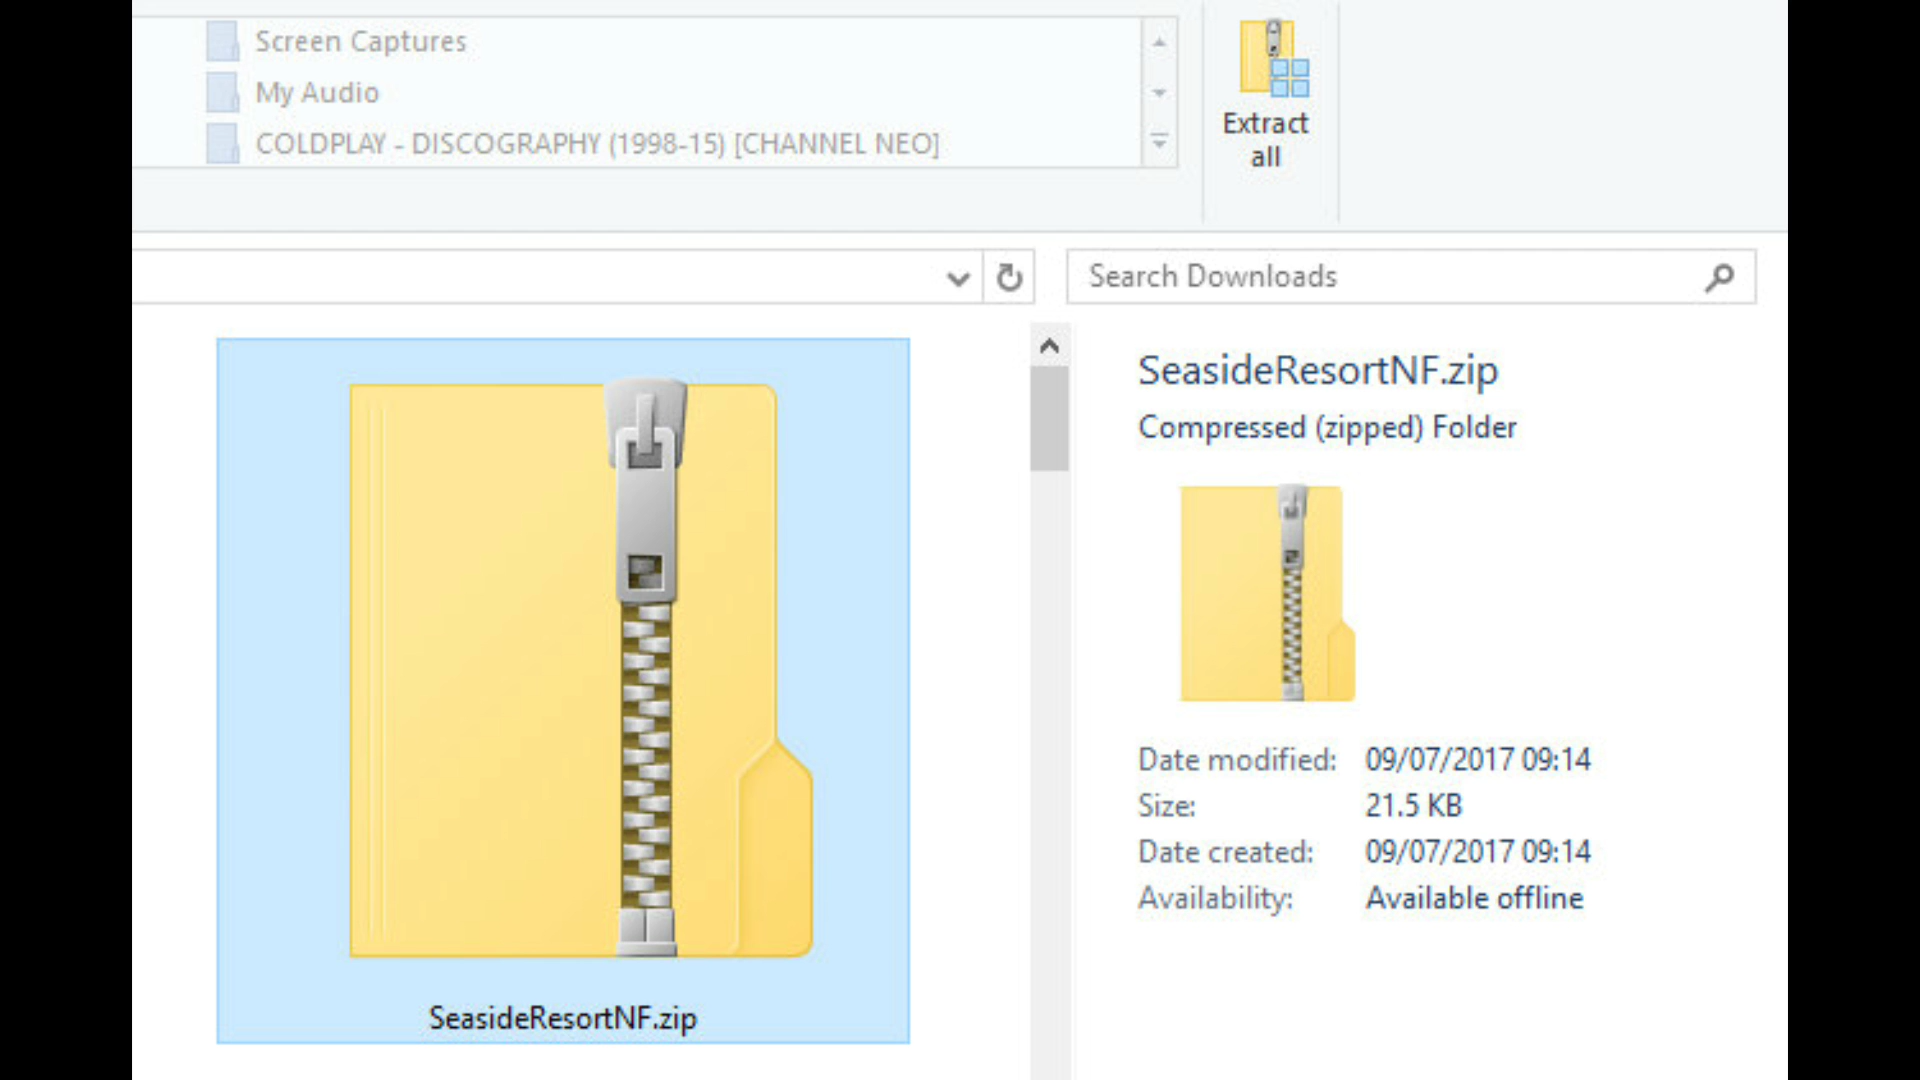 Screen Captures
My Audio
COLDPLAY - DISCOGRAPHY (1998-15) [CHANNEL NEO]
Extract
all
Search Downloads
SeasideResortNF.zip
Compressed (zipped) Folder
Date modified: 09/07/2017 09:14
Size: 21.5 KB
Date created: 09/07/2017 09:14
Availability: Available offline
SeasideResortNF.zip